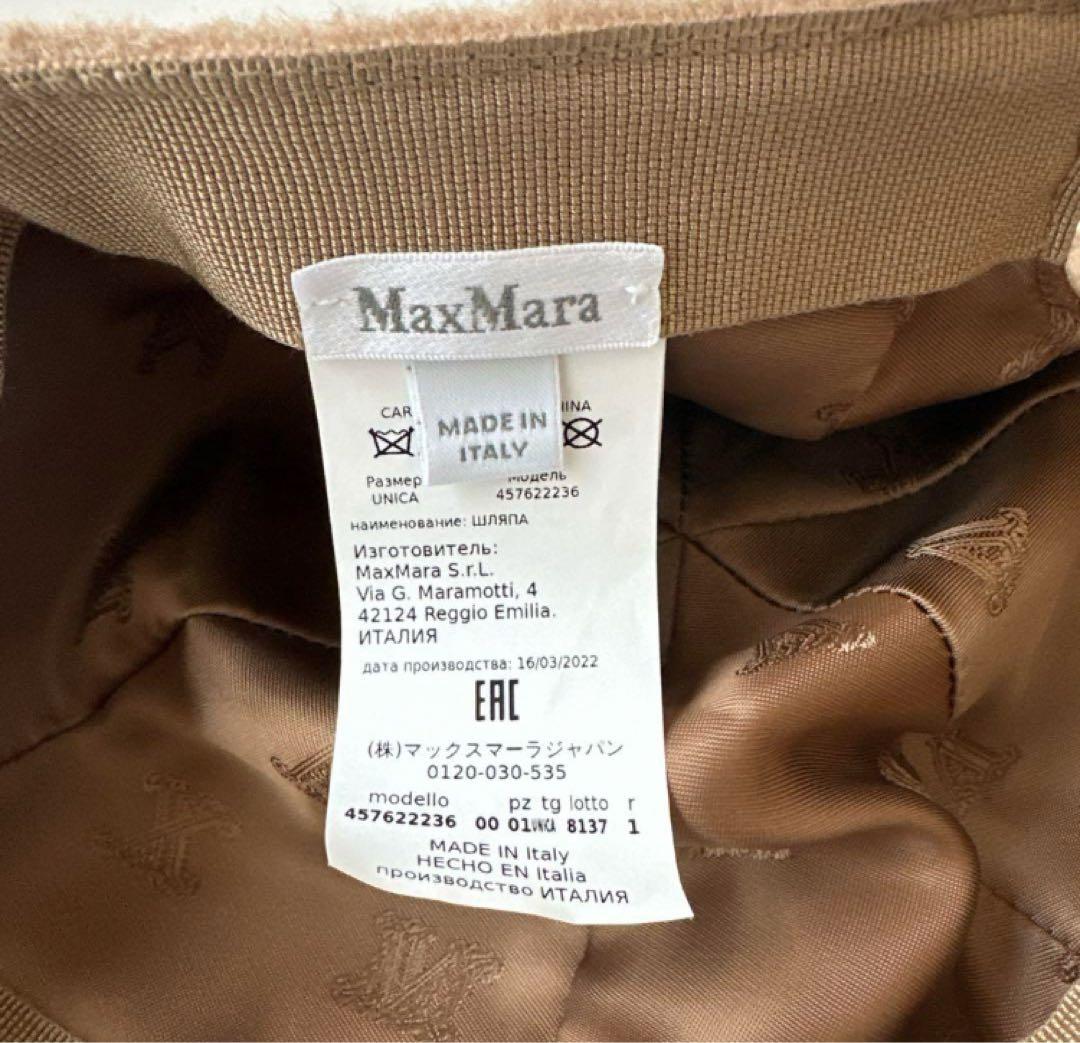 MaxMara
MADE IN
ITALY
CAR
INA
Размер
UNICA
Модель
457622236
наименование: ШЛЯПА
Изготовитель:
MaxMara S.r.L.
Via G. Maramotti, 4
42124 Reggio Emilia.
ИТАЛИЯ
дата производства: 16/03/2022
EAC
(株)マックスマーラジャパン
0120-030-535
modello pz tg lotto r
457622236 00 01 UNICA 8137 1
MADE IN Italy
HECHO EN Italia
производство ИТАЛИЯ